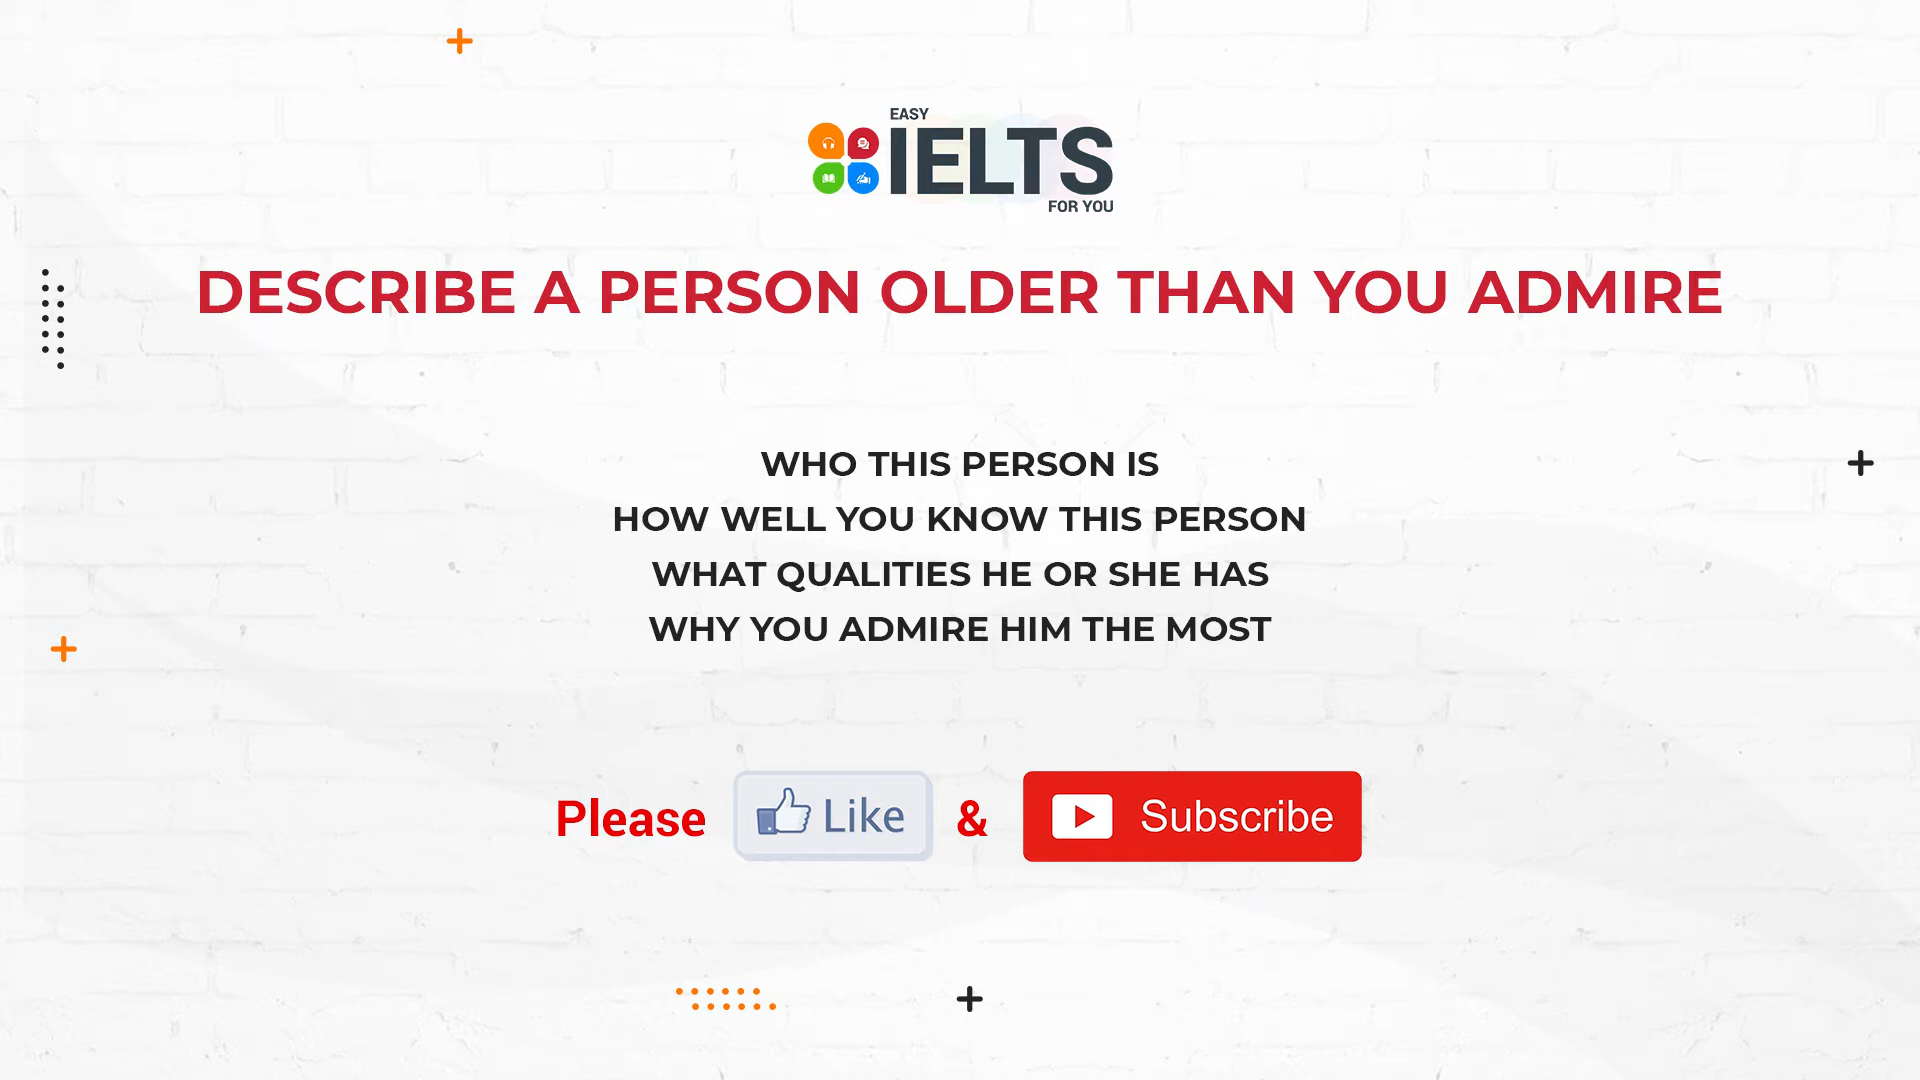 EASY
IELTS
FOR YOU
DESCRIBE A PERSON OLDER THAN YOU ADMIRE
WHO THIS PERSON IS
HOW WELL YOU KNOW THIS PERSON
WHAT QUALITIES HE OR SHE HAS
WHY YOU ADMIRE HIM THE MOST
Please Like & Subscribe